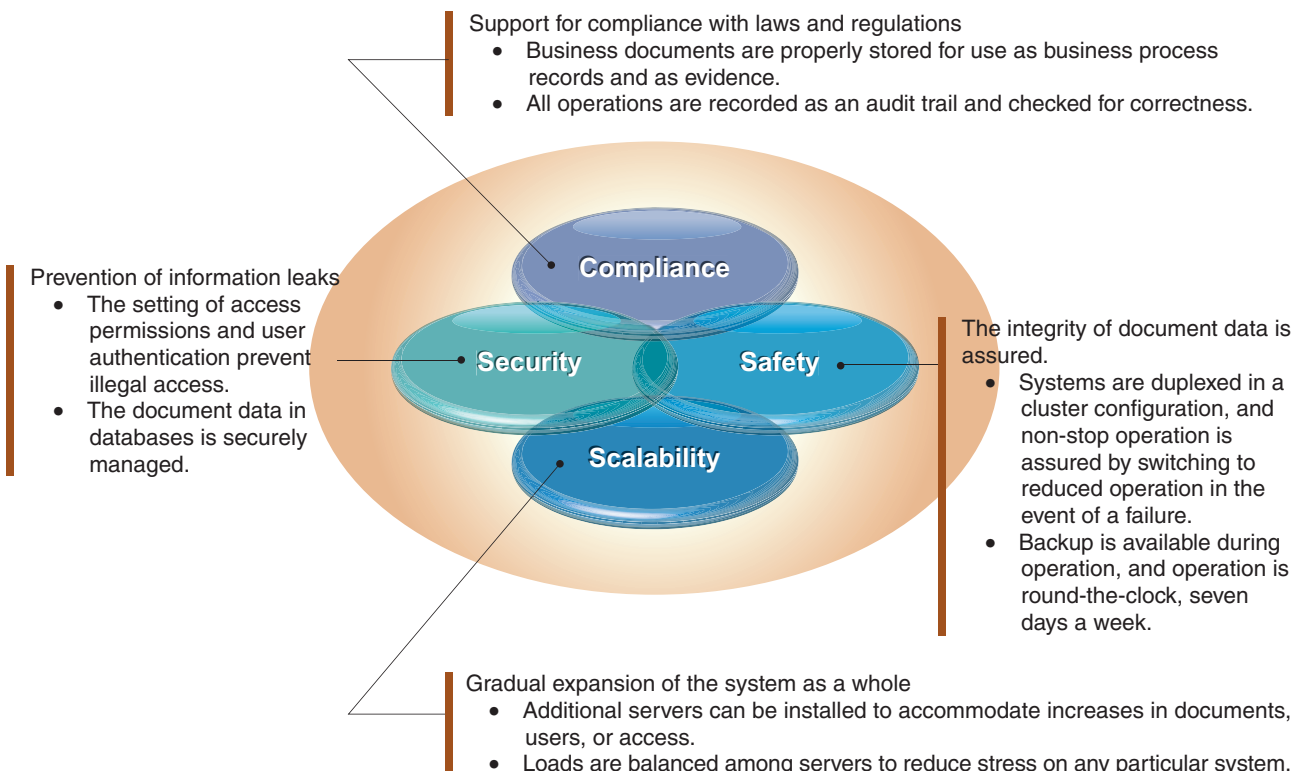 Support for compliance with laws and regulations
• Business documents are properly stored for use as business process
records and as evidence.
• All operations are recorded as an audit trail and checked for correctness.
Compliance
Prevention of information leaks
• The setting of access
permissions and user
authentication prevent
illegal access.
• The document data in
databases is securely
managed.
Security
Safety
The integrity of document data is
assured.
• Systems are duplexed in a
cluster configuration, and
non-stop operation is
assured by switching to
reduced operation in the
event of a failure.
• Backup is available during
operation, and operation is
round-the-clock, seven
days a week.
Scalability
Gradual expansion of the system as a whole
• Additional servers can be installed to accommodate increases in documents,
users, or access.
• Loads are balanced among servers to reduce stress on any particular system.